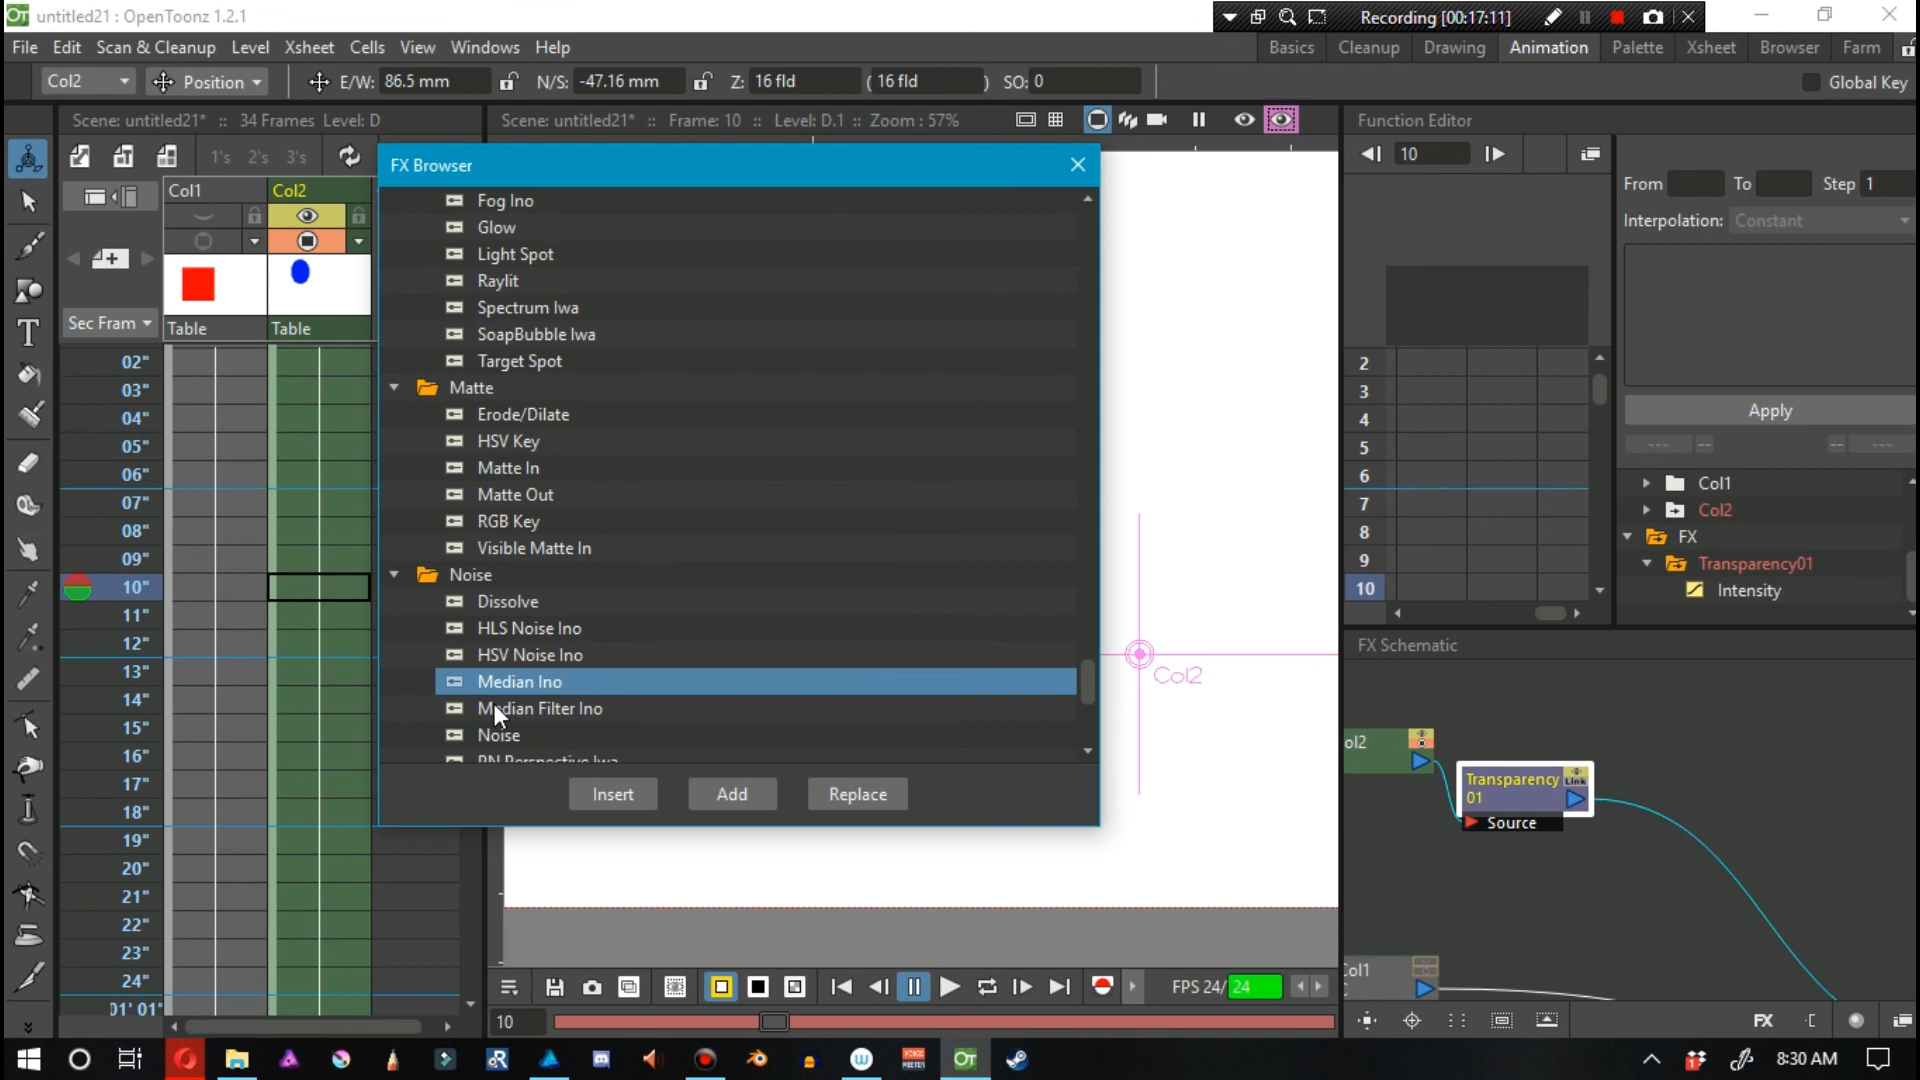 untitled21 : OpenToonz 1.2.1
Recording [00:17:11]
File Edit Scan & Cleanup Level Xsheet Cells View Windows Help
Basics Cleanup Drawing Animation Palette Xsheet Browser Farm
Col2 Position E/W: 86.5 mm N/S: -47.16 mm Z: 16 fld ( 16 fld ) SO: 0 Global Key
Scene: untitled21* :: 34 Frames Level: D
Scene: untitled21* :: Frame: 10 :: Level: D.1 :: Zoom : 57%
Function Editor
1's 2's 3's
10
From To Step 1
Interpolation: Constant
Apply
--- -- -- ---
Col1 Col2
Sec Fram
Table Table
02"
03"
04"
05"
06"
07"
08"
09"
10"
11"
12"
13"
14"
15"
16"
17"
18"
19"
20"
21"
22"
23"
24"
01' 01"
FX Browser
Fog Ino
Glow
Light Spot
Raylit
Spectrum Iwa
SoapBubble Iwa
Target Spot
Matte
Erode/Dilate
HSV Key
Matte In
Matte Out
RGB Key
Visible Matte In
Noise
Dissolve
HLS Noise Ino
HSV Noise Ino
Median Ino
Median Filter Ino
Noise
PN Perspective Iwa
Insert Add Replace
Col2
2
3
4
5
6
7
8
9
10
Col1
Col2
FX
Transparency01
Intensity
FX Schematic
ol2
Transparency
01
Link
Source
Col1
FPS 24/ 24
10
FX
OT
8:30 AM